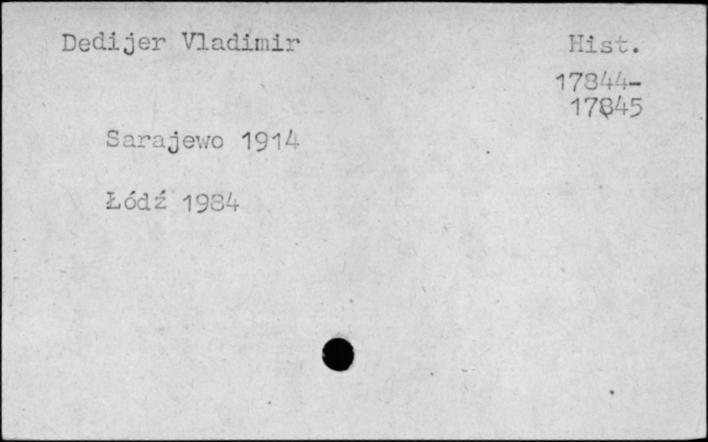 Dedijer Vladimir
Hist.
17844-
17845
Sarajewo 1914
Łódź 1984